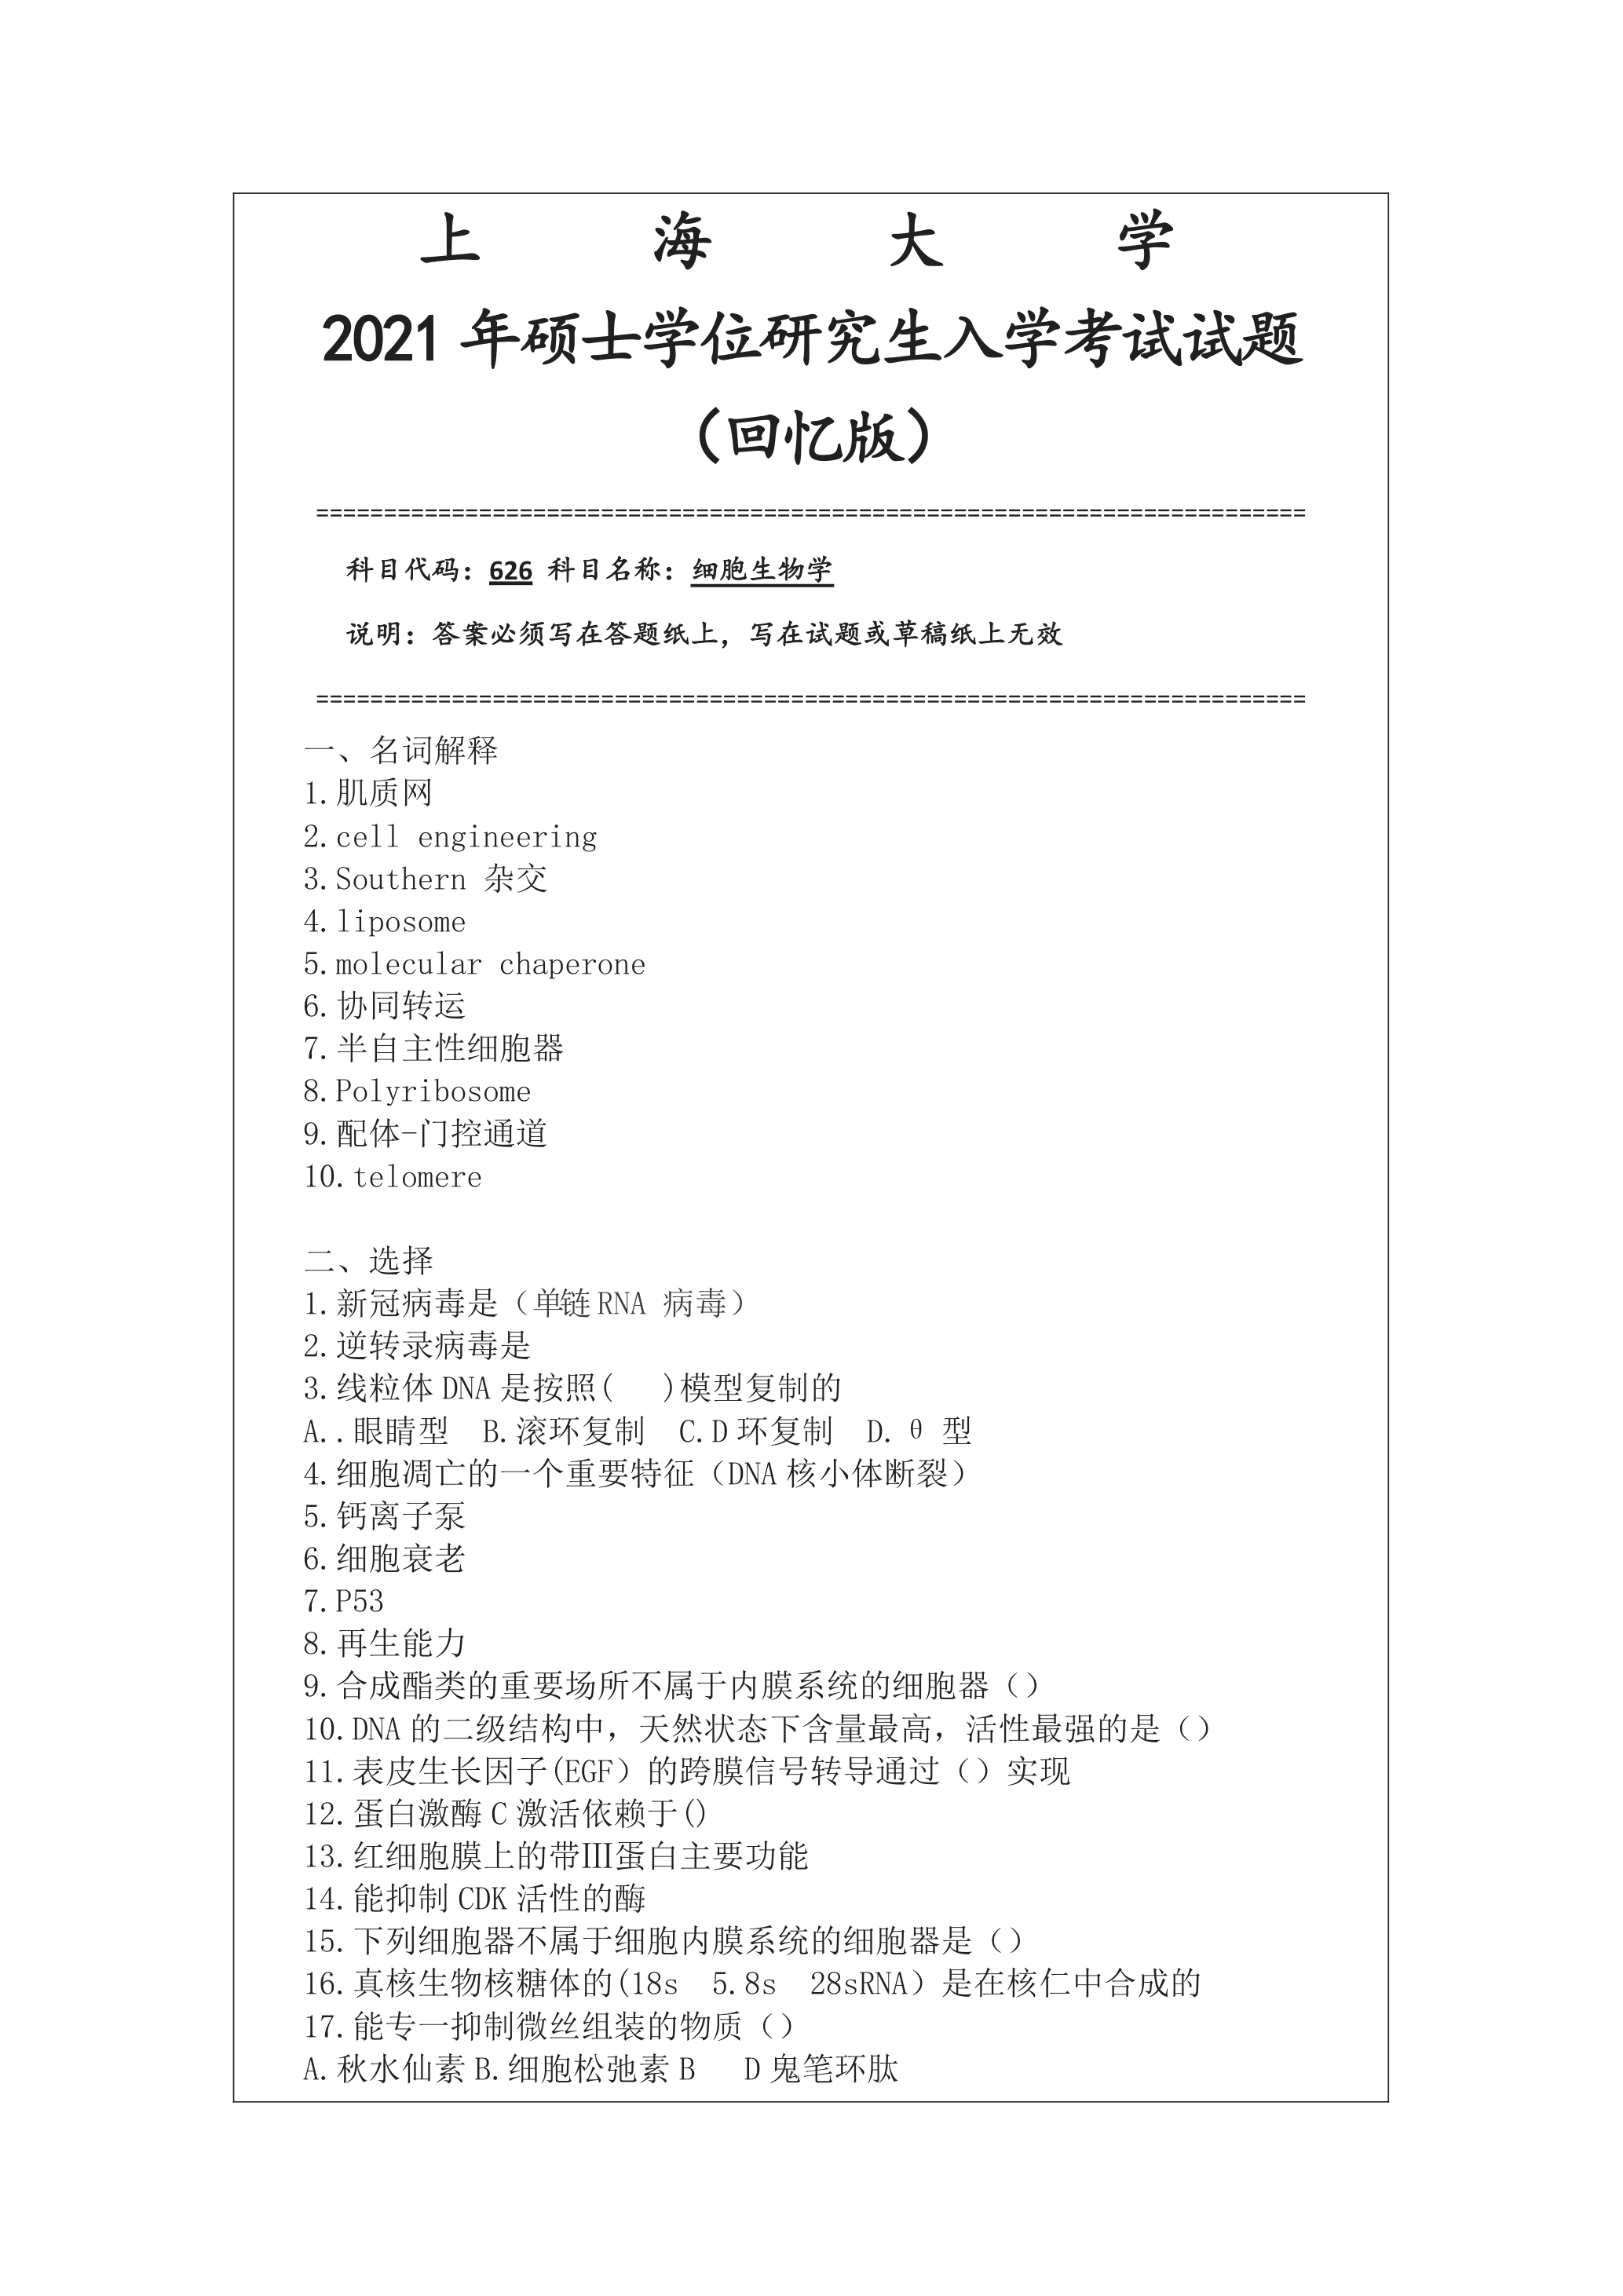 上 海 大 学
2021 年硕士学位研究生入学考试试题
（回忆版）
=========================================================================
科目代码：626 科目名称：细胞生物学
说明：答案必须写在答题纸上，写在试题或草稿纸上无效
=========================================================================
一、名词解释
1.肌质网
2.cell engineering
3.Southern 杂交
4.liposome
5.molecular chaperone
6.协同转运
7.半自主性细胞器
8.Polyribosome
9.配体-门控通道
10.telomere
二、选择
1.新冠病毒是（单链 RNA 病毒）
2.逆转录病毒是
3.线粒体 DNA 是按照(   )模型复制的
A..眼睛型  B.滚环复制  C.D 环复制  D.θ 型
4.细胞凋亡的一个重要特征（DNA 核小体断裂）
5.钙离子泵
6.细胞衰老
7.P53
8.再生能力
9.合成酯类的重要场所不属于内膜系统的细胞器（）
10.DNA 的二级结构中，天然状态下含量最高，活性最强的是（）
11.表皮生长因子(EGF）的跨膜信号转导通过（）实现
12.蛋白激酶 C 激活依赖于()
13.红细胞膜上的带Ⅲ蛋白主要功能
14.能抑制 CDK 活性的酶
15.下列细胞器不属于细胞内膜系统的细胞器是（）
16.真核生物核糖体的(18s  5.8s  28sRNA）是在核仁中合成的
17.能专一抑制微丝组装的物质（）
A.秋水仙素 B.细胞松弛素 B   D 鬼笔环肽